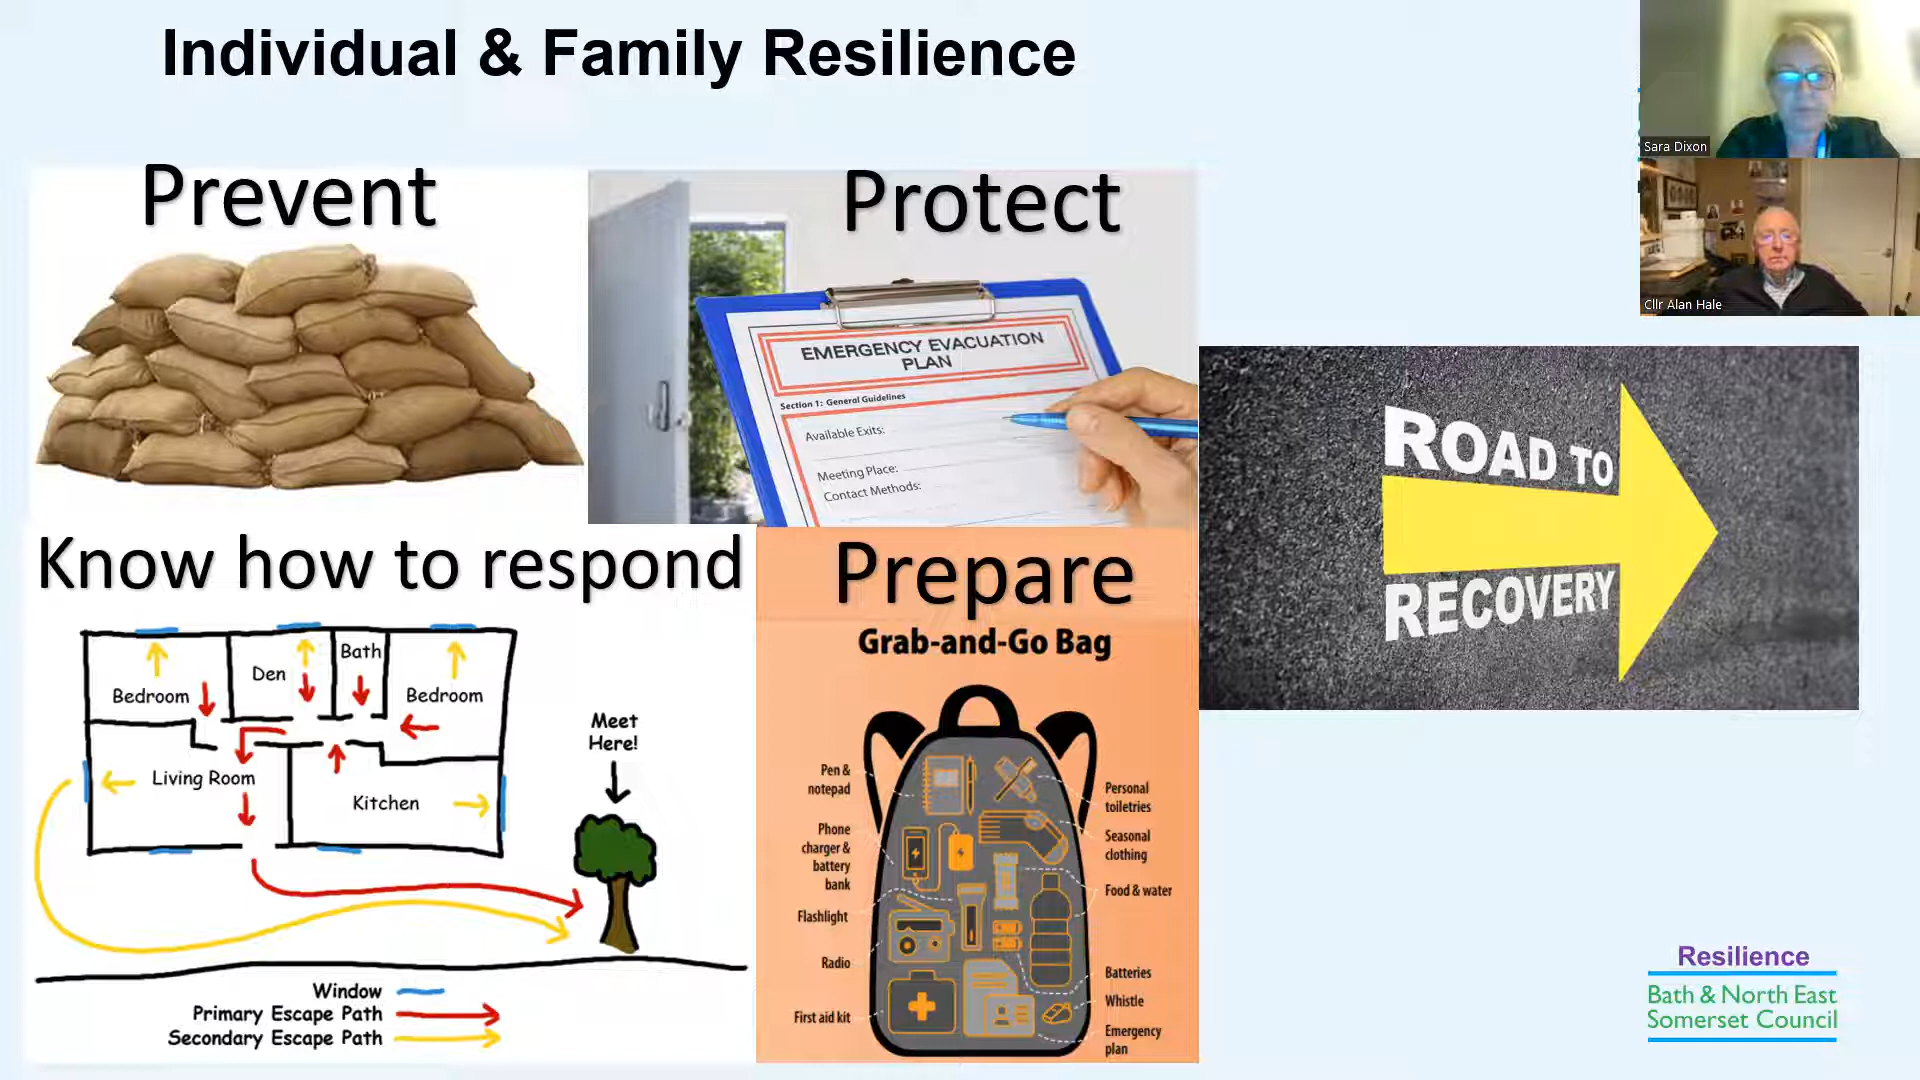 Individual & Family Resilience
Sara Dixon
Cllr Alan Hale
Prevent
Protect
EMERGENCY EVACUATION
PLAN
Section 1: General Guidelines
Available Exits:
Meeting Place:
Contact Methods:
ROAD TO
RECOVERY
Know how to respond
Bedroom
Den
Bath
Bedroom
Living Room
Kitchen
Meet
Here!
Window
Primary Escape Path
Secondary Escape Path
Prepare
Grab-and-Go Bag
Pen &
notepad
Phone
charger &
battery
bank
Flashlight
Radio
First aid kit
Personal
toiletries
Seasonal
clothing
Food & water
Batteries
Whistle
Emergency
plan
Resilience
Bath & North East
Somerset Council